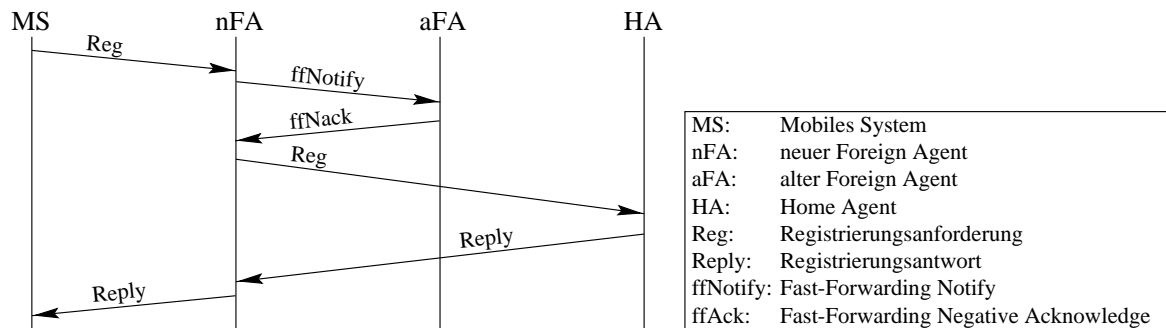 MS nFA aFA HA
Reg
ffNotify
ffNack
Reg
Reply
Reply
MS: Mobiles System
nFA: neuer Foreign Agent
aFA: alter Foreign Agent
HA: Home Agent
Reg: Registrierungsanforderung
Reply: Registrierungsantwort
ffNotify: Fast-Forwarding Notify
ffAck: Fast-Forwarding Negative Acknowledge